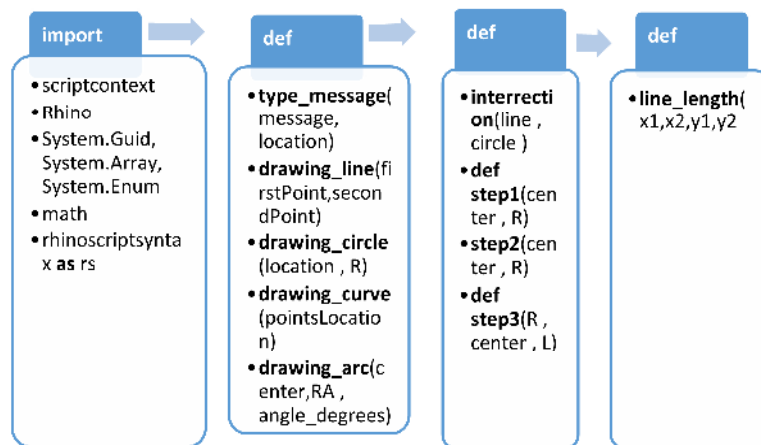 import
• scriptcontext
• Rhino
• System.Guid,
System.Array,
System.Enum
• math
• rhinoscriptsynta
x as rs
def
• type_message(
message,
location)
• drawing_line(fi
rstPoint,secon
dPoint)
• drawing_circle
(location , R)
• drawing_curve
(pointsLocatio
n)
• drawing_arc(c
enter,RA ,
angle_degrees)
def
• interrecti
on(line ,
circle )
• def
step1(cen
ter , R)
• step2(cen
ter , R)
• def
step3(R ,
center , L)
def
• line_length(
x1,x2,y1,y2